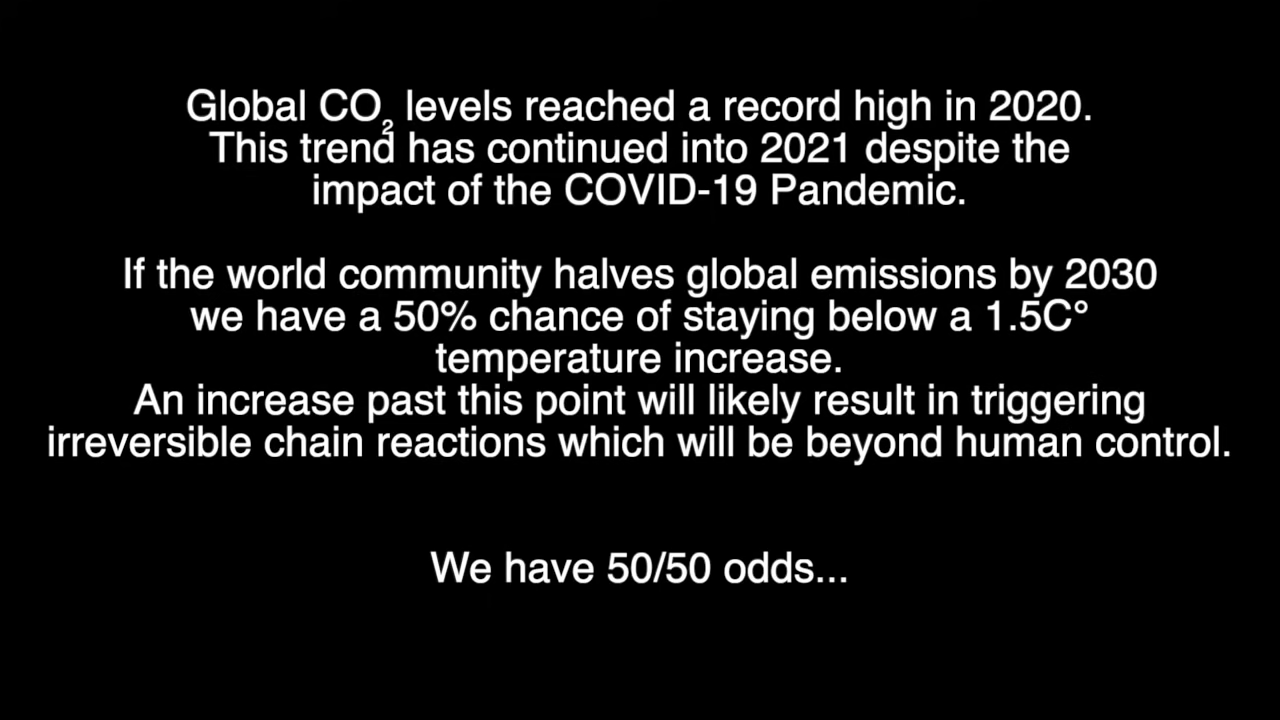 Global CO₂ levels reached a record high in 2020.
This trend has continued into 2021 despite the
impact of the COVID-19 Pandemic.
If the world community halves global emissions by 2030
we have a 50% chance of staying below a 1.5C°
temperature increase.
An increase past this point will likely result in triggering
irreversible chain reactions which will be beyond human control.
We have 50/50 odds...